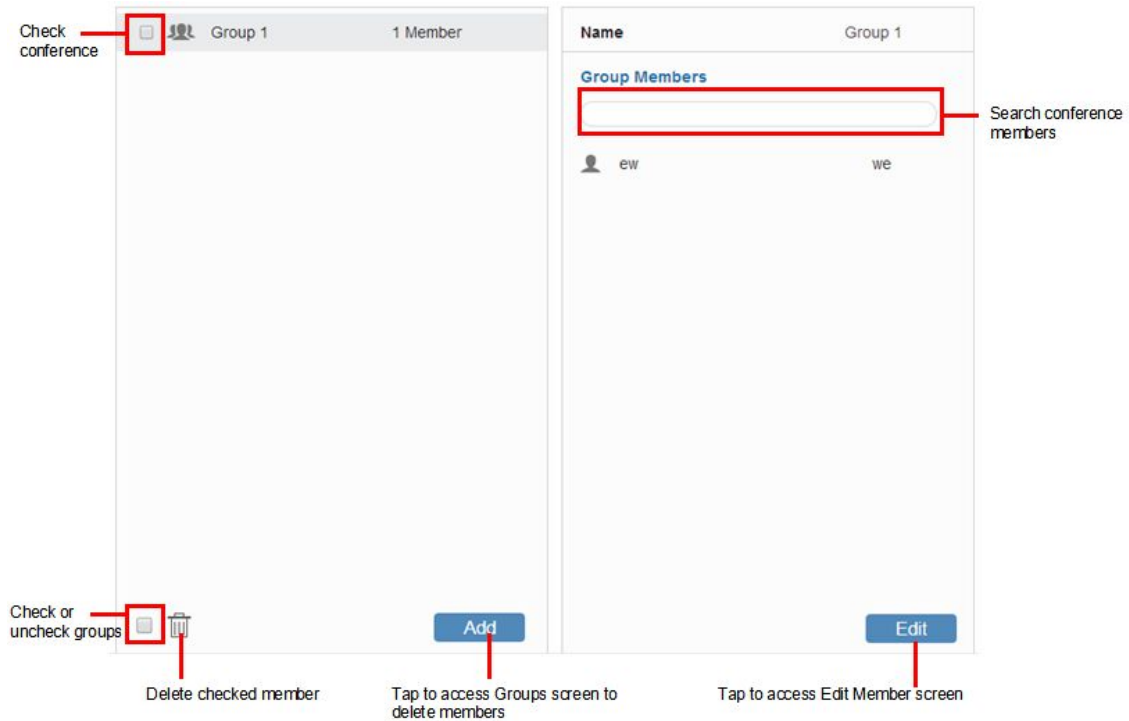 Check
conference
Group 1 1 Member
Name Group 1
Group Members
Search conference
members
ew we
Check or
uncheck groups
Add
Edit
Delete checked member
Tap to access Groups screen to
delete members
Tap to access Edit Member screen